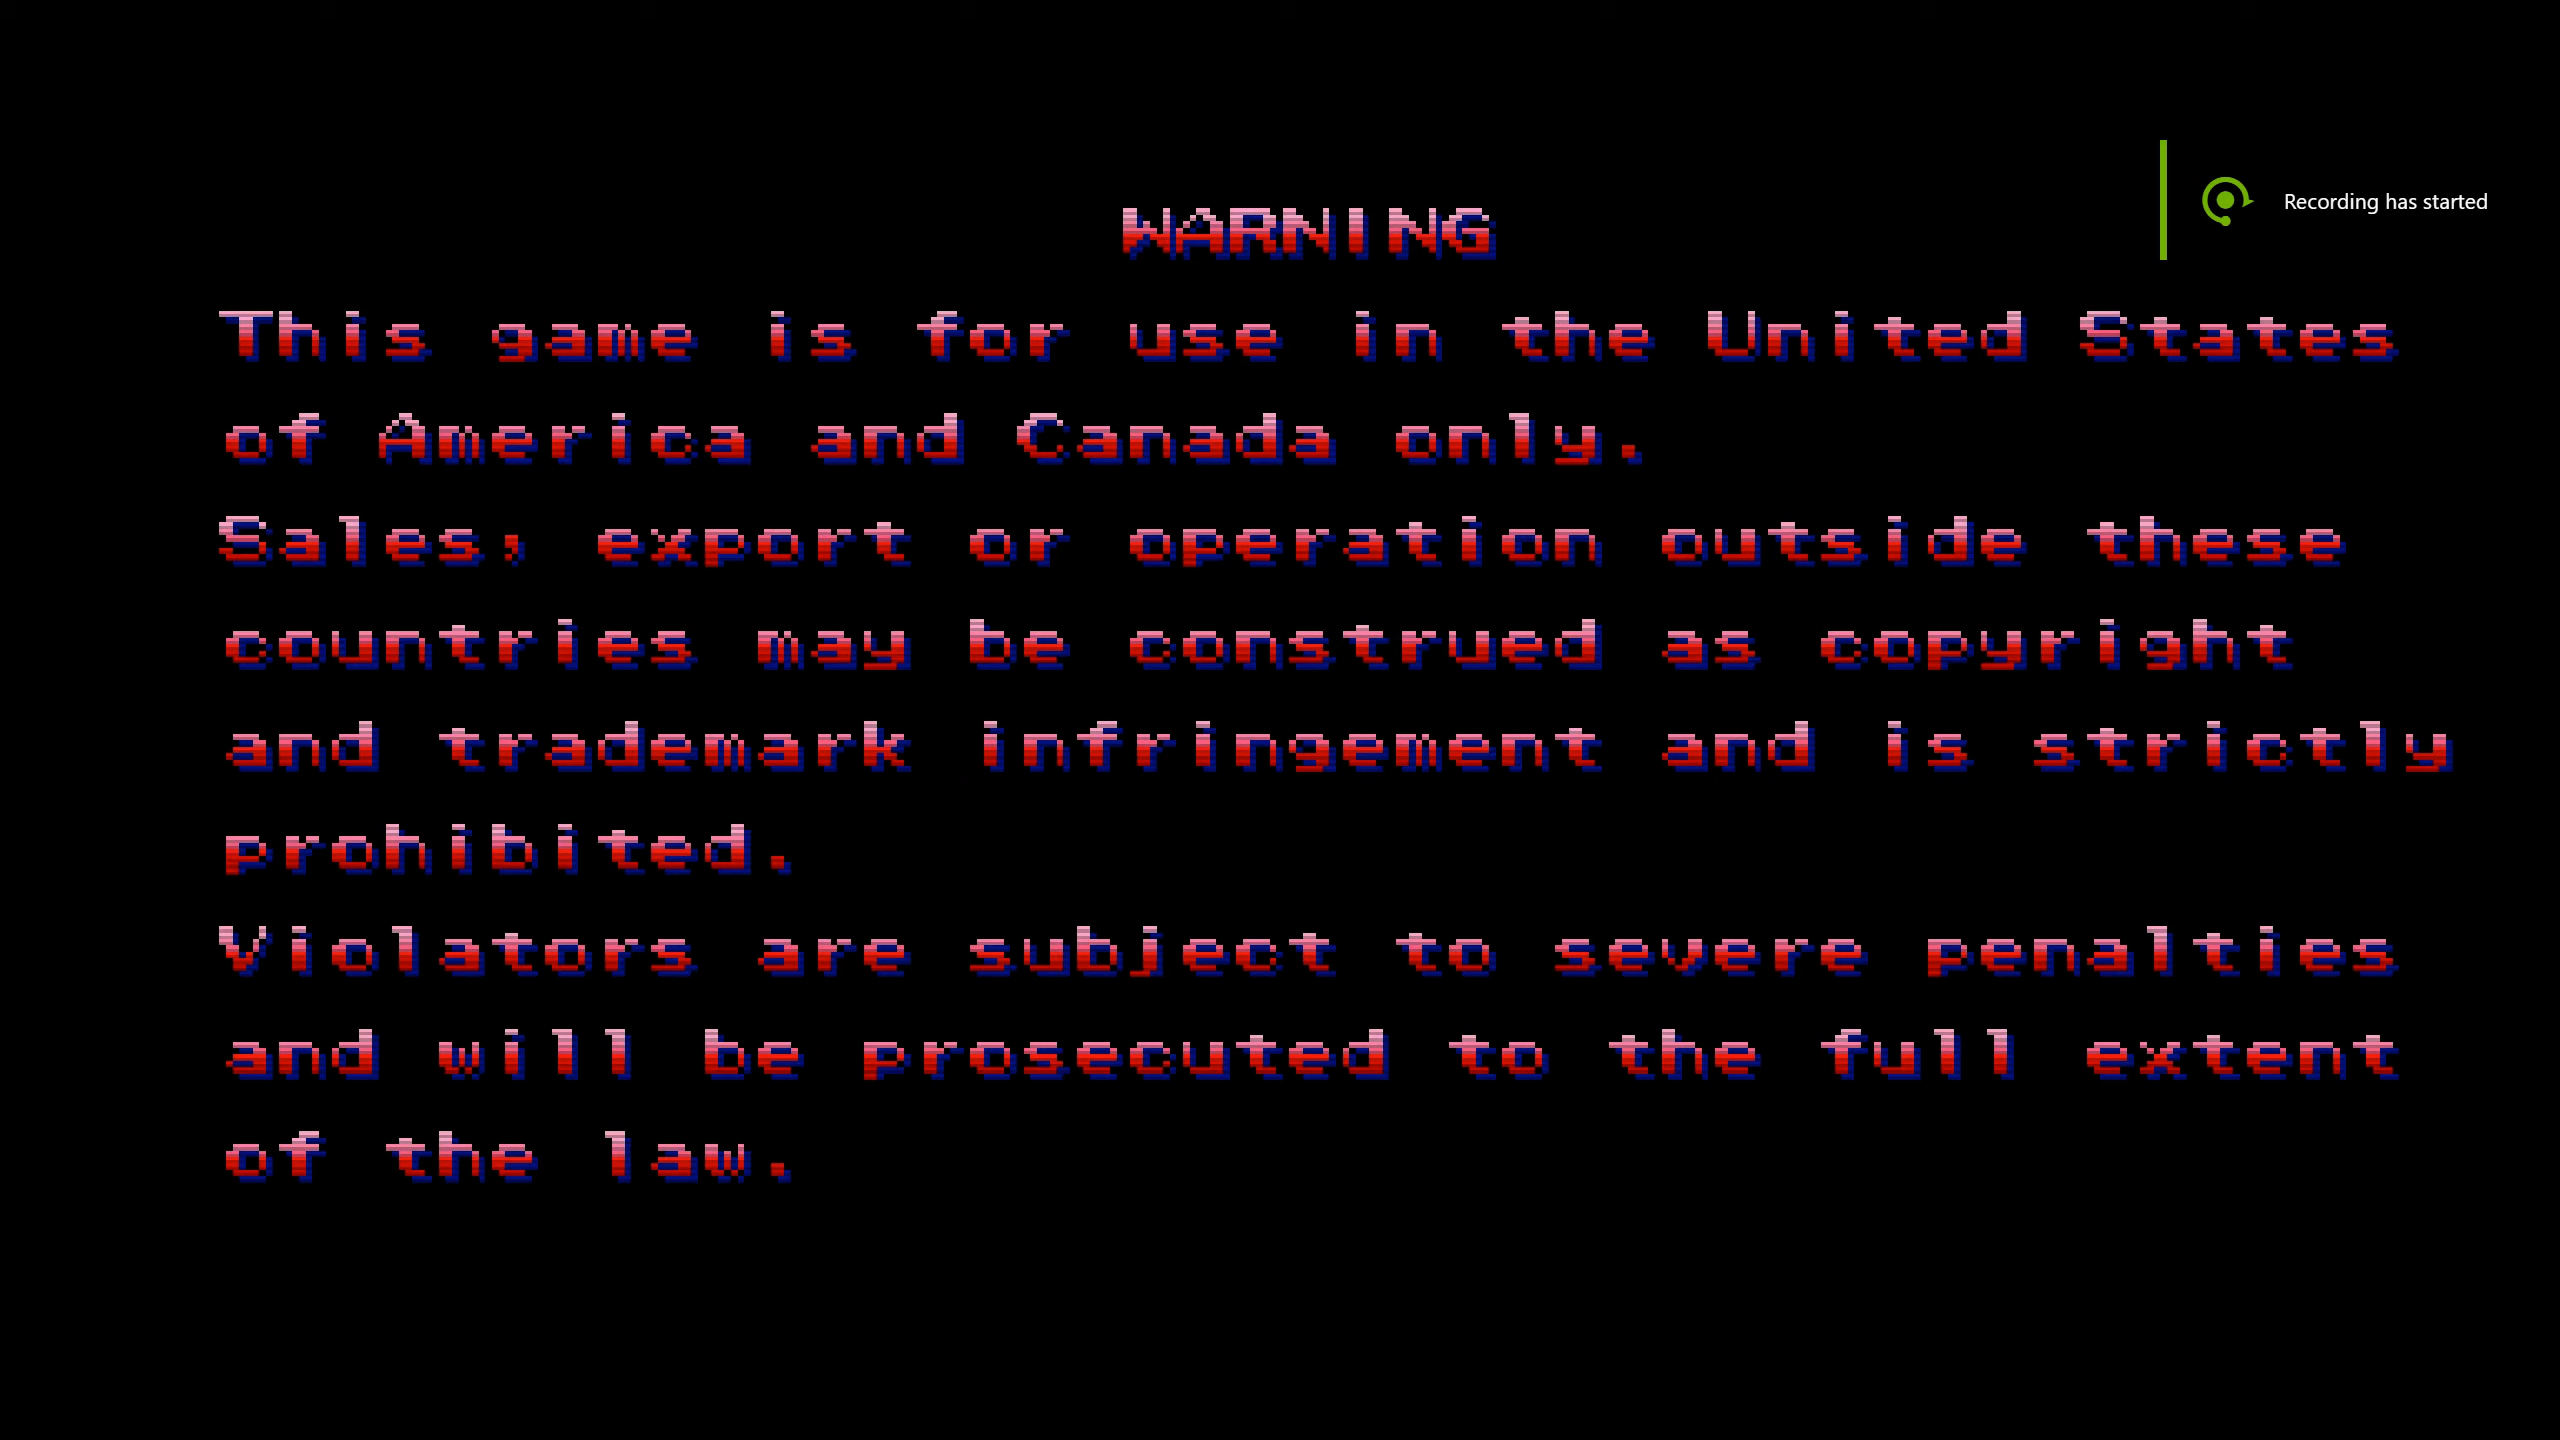 WARNING
Recording has started
This game is for use in the United States
of America and Canada only.
Sales, export or operation outside these
countries may be construed as copyright
and trademark infringement and is strictly
prohibited.
Violators are subject to severe penalties
and will be prosecuted to the full extent
of the law.